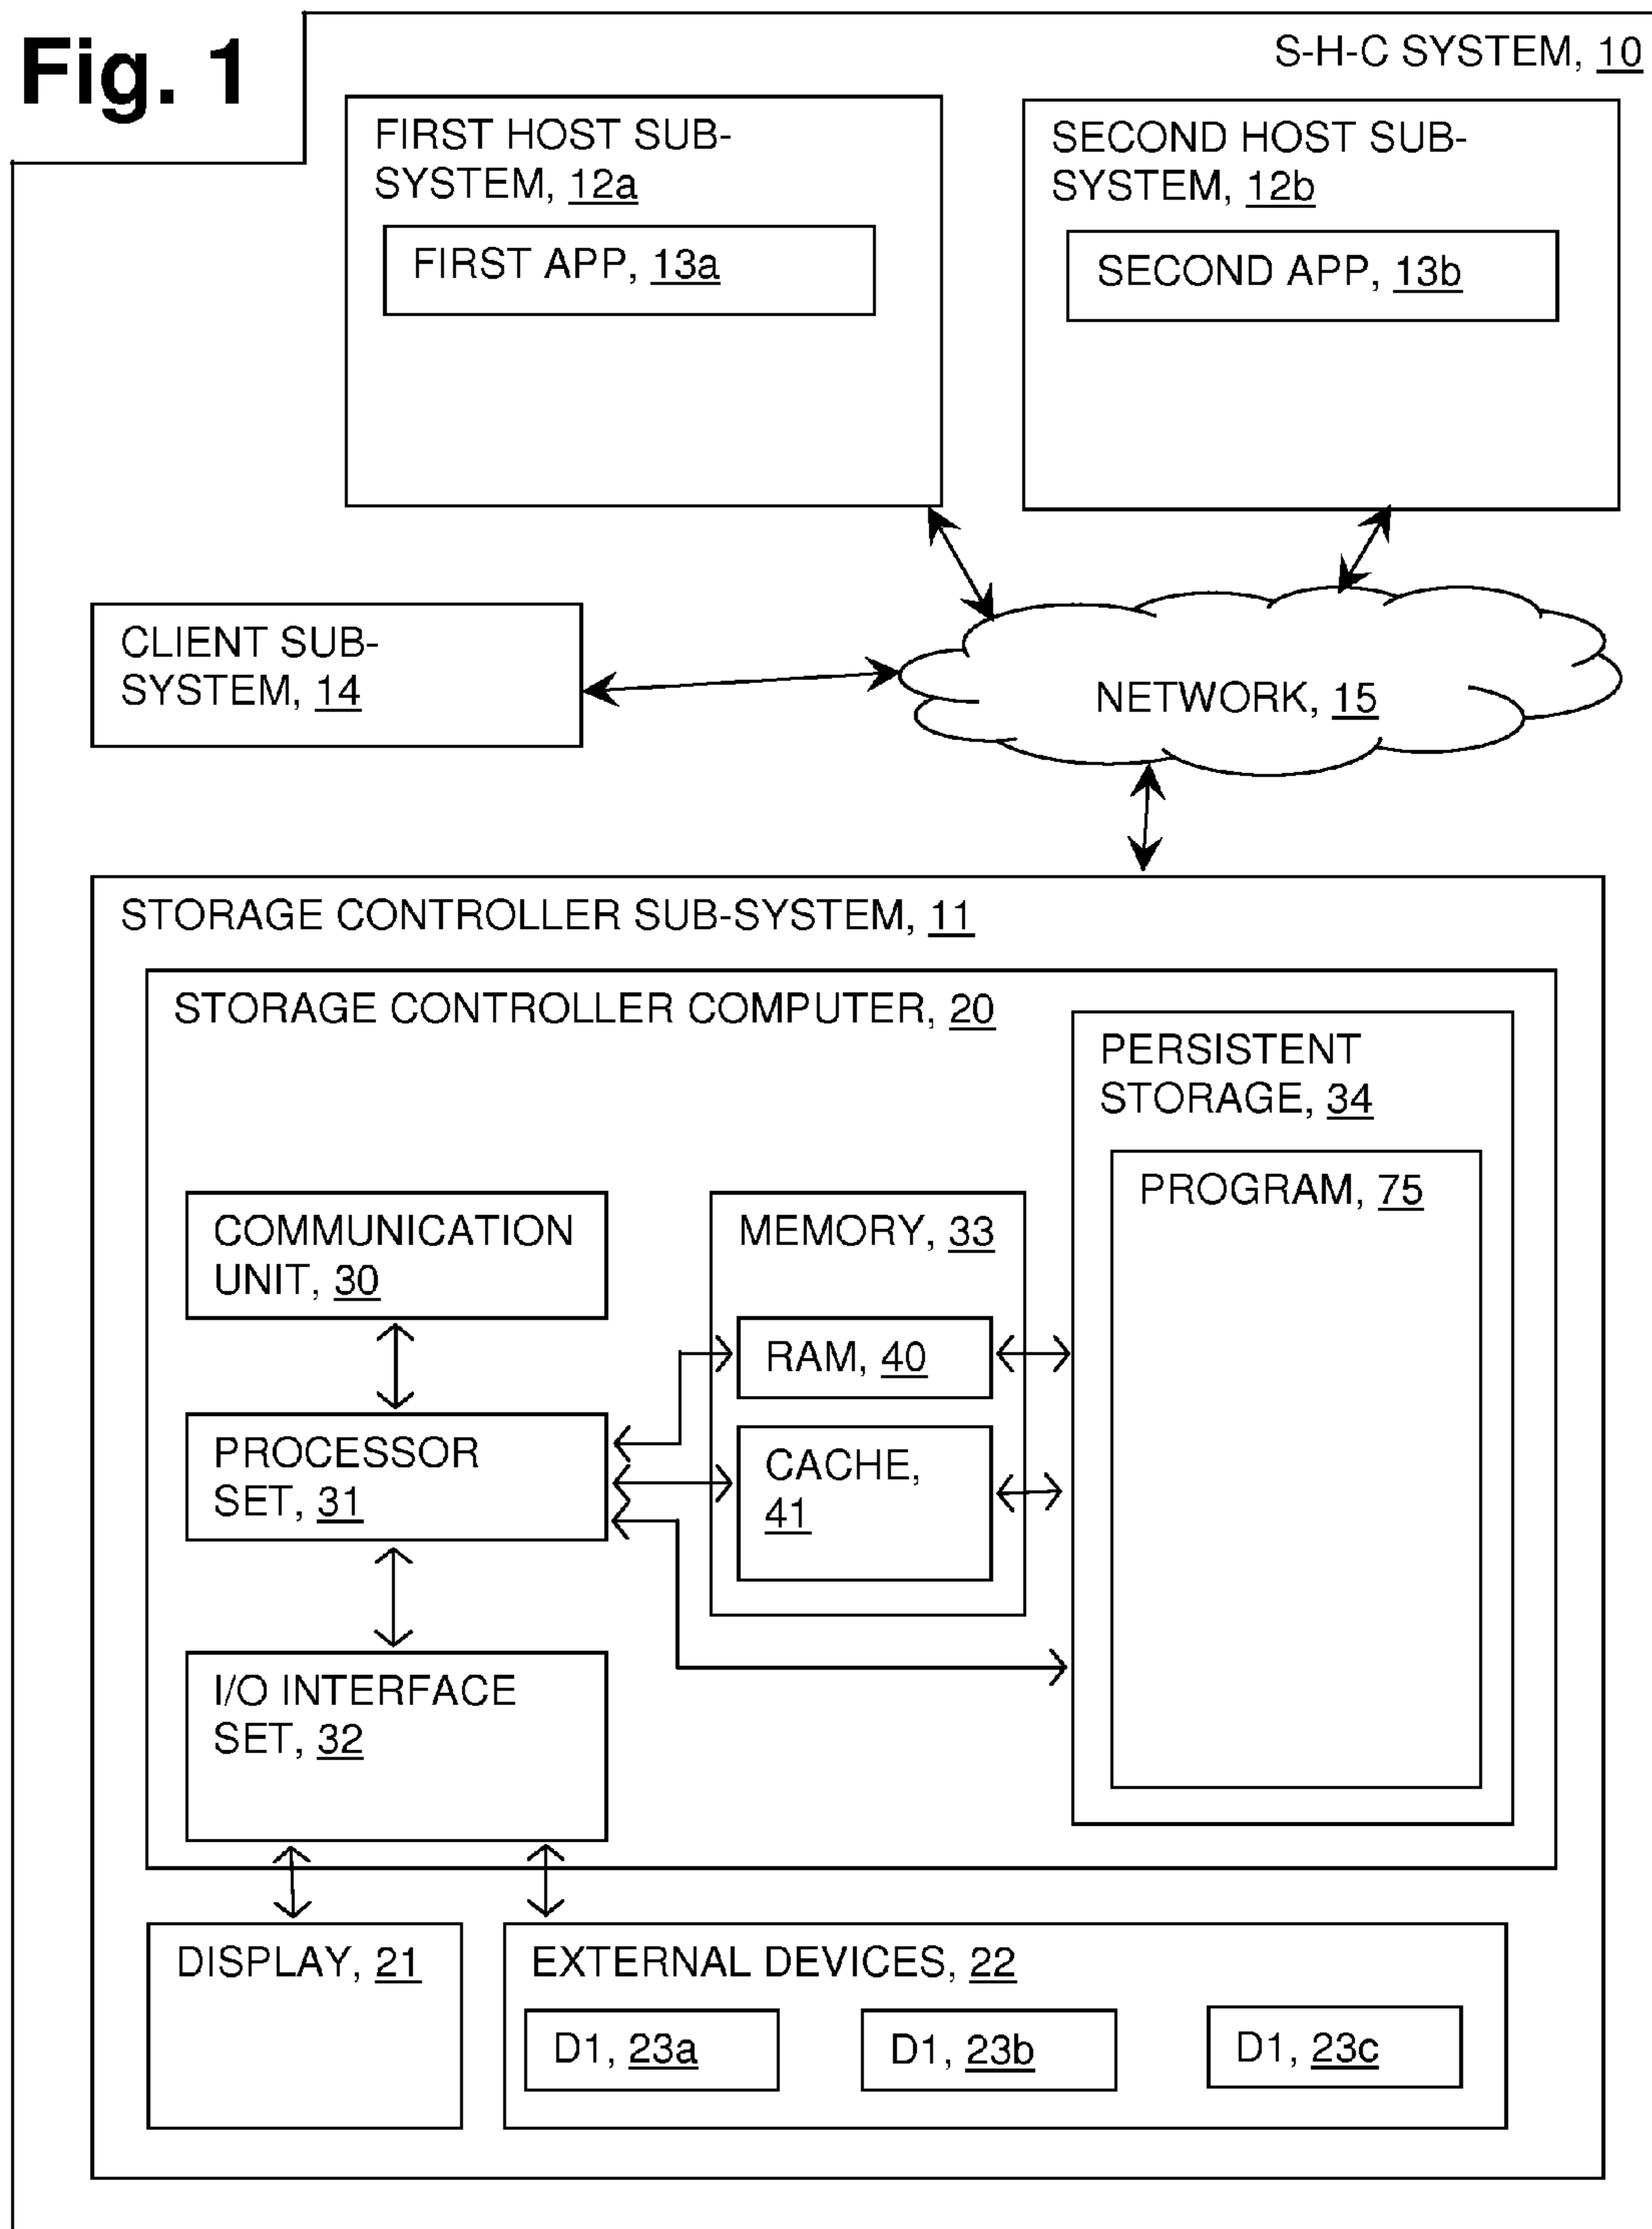 Fig. 1
S-H-C SYSTEM, 10
FIRST HOST SUB-
SYSTEM, 12a
FIRST APP, 13a
SECOND HOST SUB-
SYSTEM, 12b
SECOND APP, 13b
CLIENT SUB-
SYSTEM, 14
NETWORK, 15
STORAGE CONTROLLER SUB-SYSTEM, 11
STORAGE CONTROLLER COMPUTER, 20
PERSISTENT
STORAGE, 34
PROGRAM, 75
COMMUNICATION
UNIT, 30
MEMORY, 33
RAM, 40
PROCESSOR
SET, 31
CACHE,
41
I/O INTERFACE
SET, 32
DISPLAY, 21
EXTERNAL DEVICES, 22
D1, 23a
D1, 23b
D1, 23c